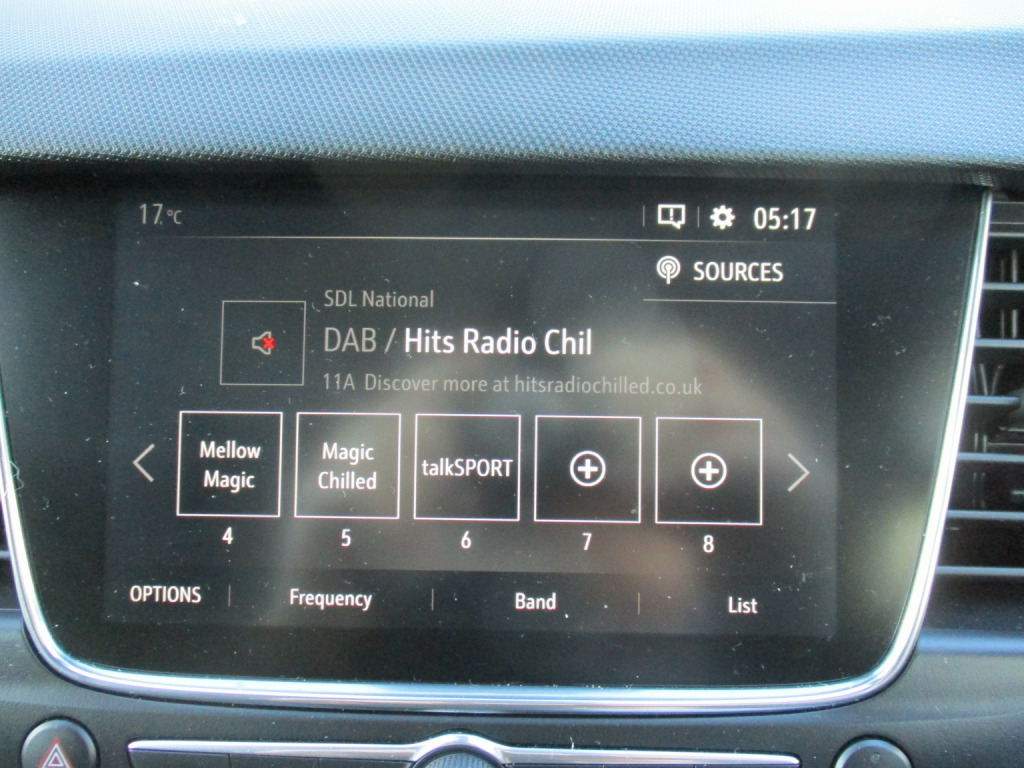 17.°C
05:17
SOURCES
SDL National
DAB / Hits Radio Chil
11A Discover more at hitsradiochilled.co.uk
Mellow
Magic
Magic
Chilled
talkSPORT
4 5 6 7 8
OPTIONS Frequency Band List